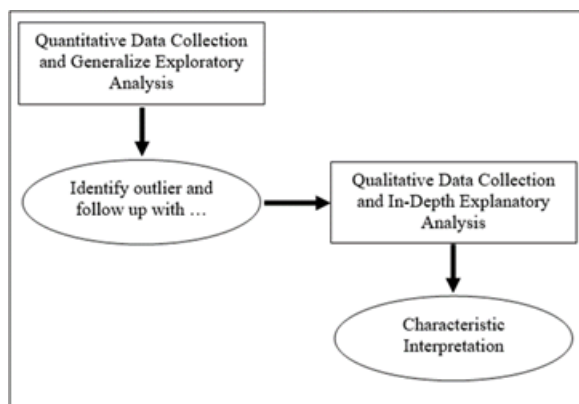 Quantitative Data Collection
and Generalize Exploratory
Analysis
Identify outlier and
follow up with ...
Qualitative Data Collection
and In-Depth Explanatory
Analysis
Characteristic
Interpretation